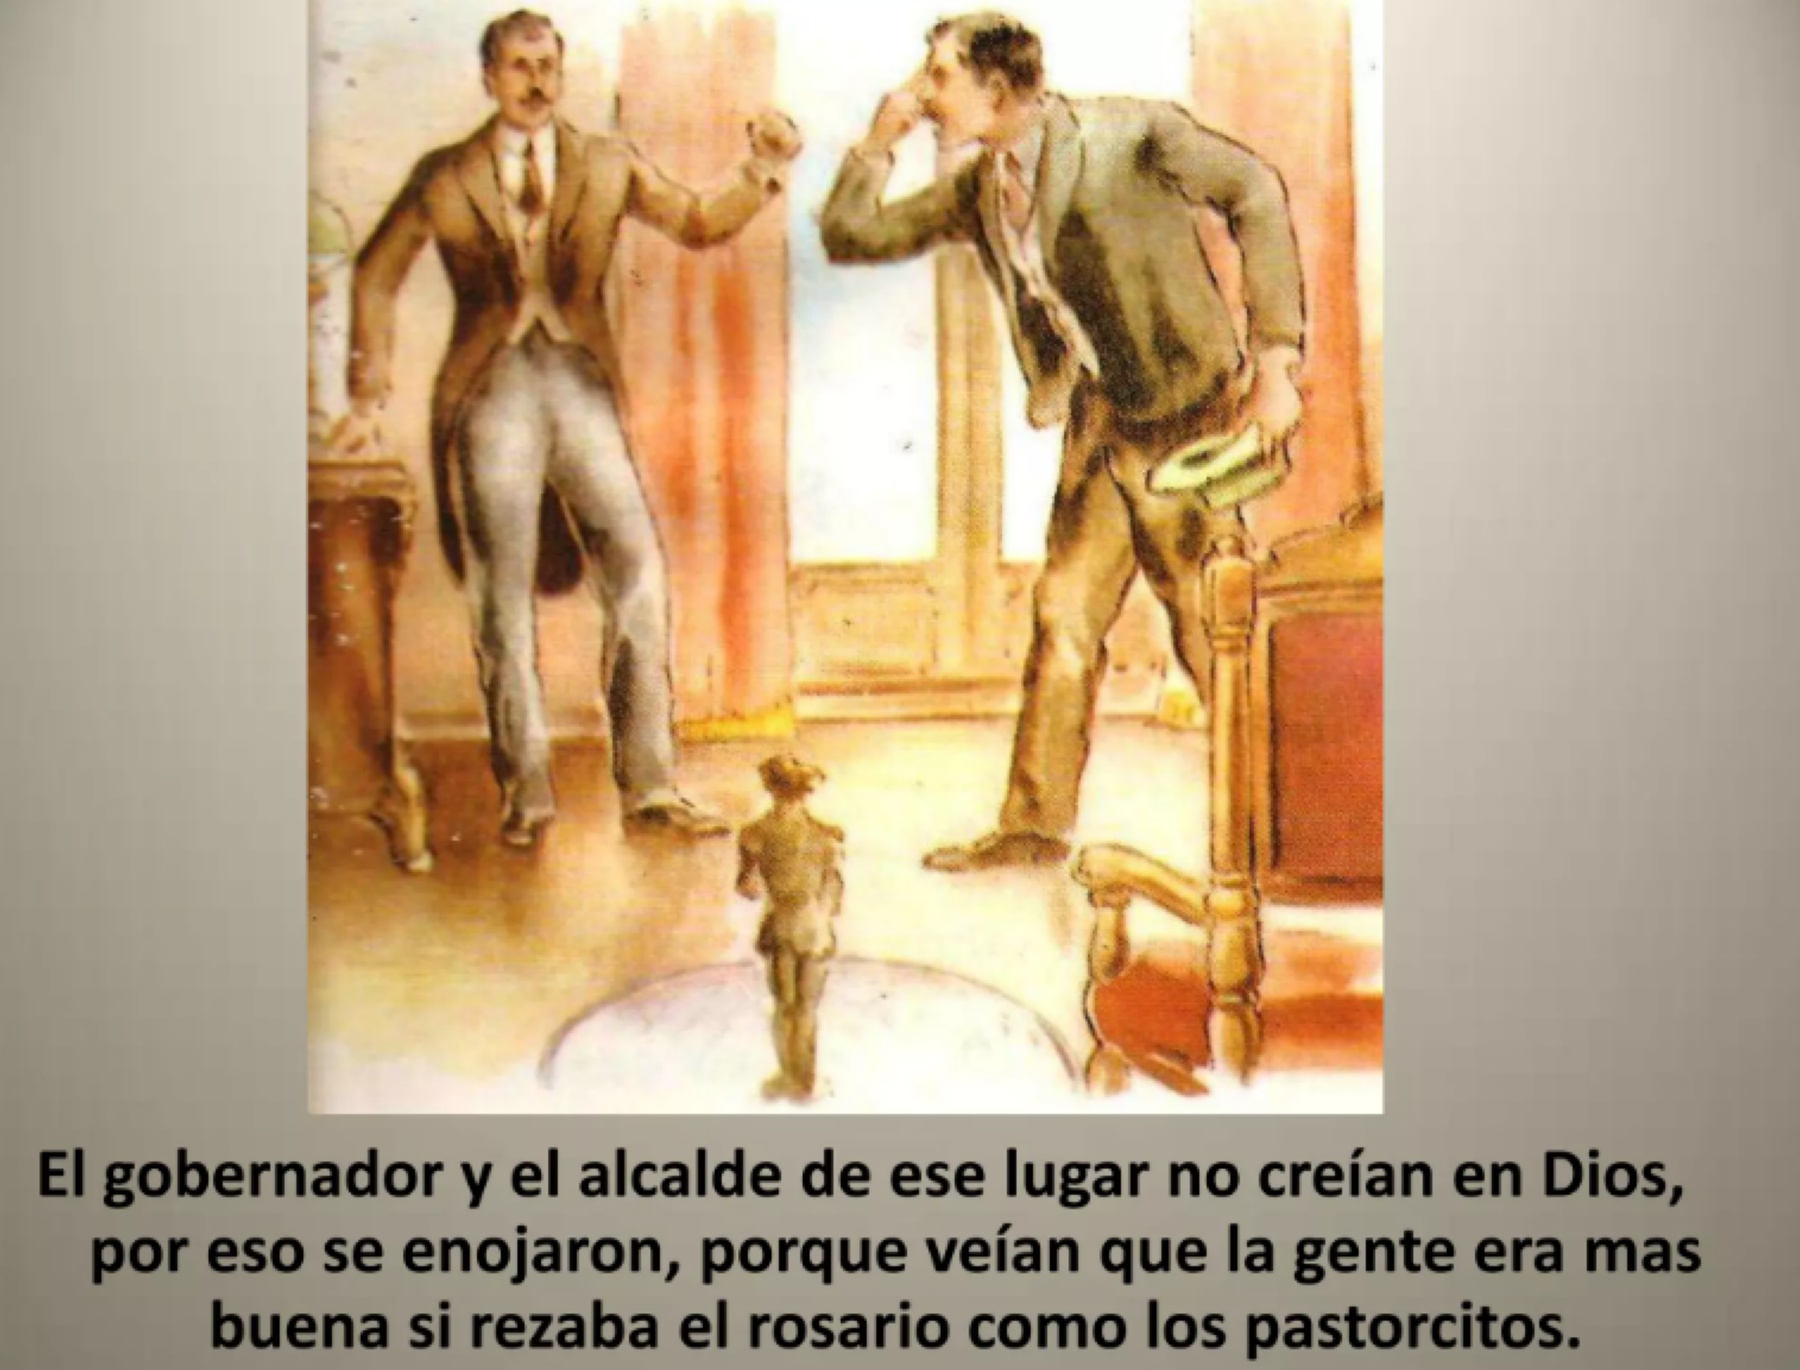 El gobernador y el alcalde de ese lugar no creían en Dios,
por eso se enojaron, porque veían que la gente era mas
buena si rezaba el rosario como los pastorcitos.